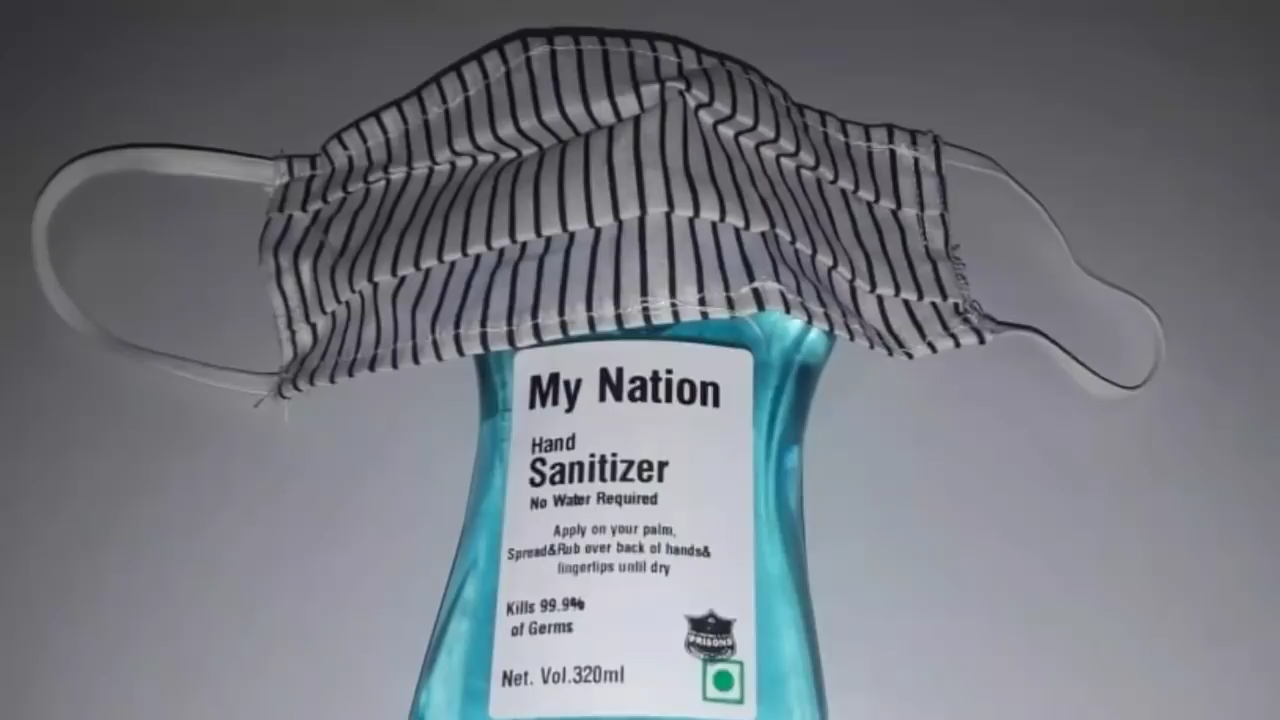 My Nation
Hand
Sanitizer
No Water Required
Apply on your palm,
Spread&Rub over back of hands&
fingertips until dry
Kills 99.9%
of Germs
PRISONS
Net. Vol.320ml